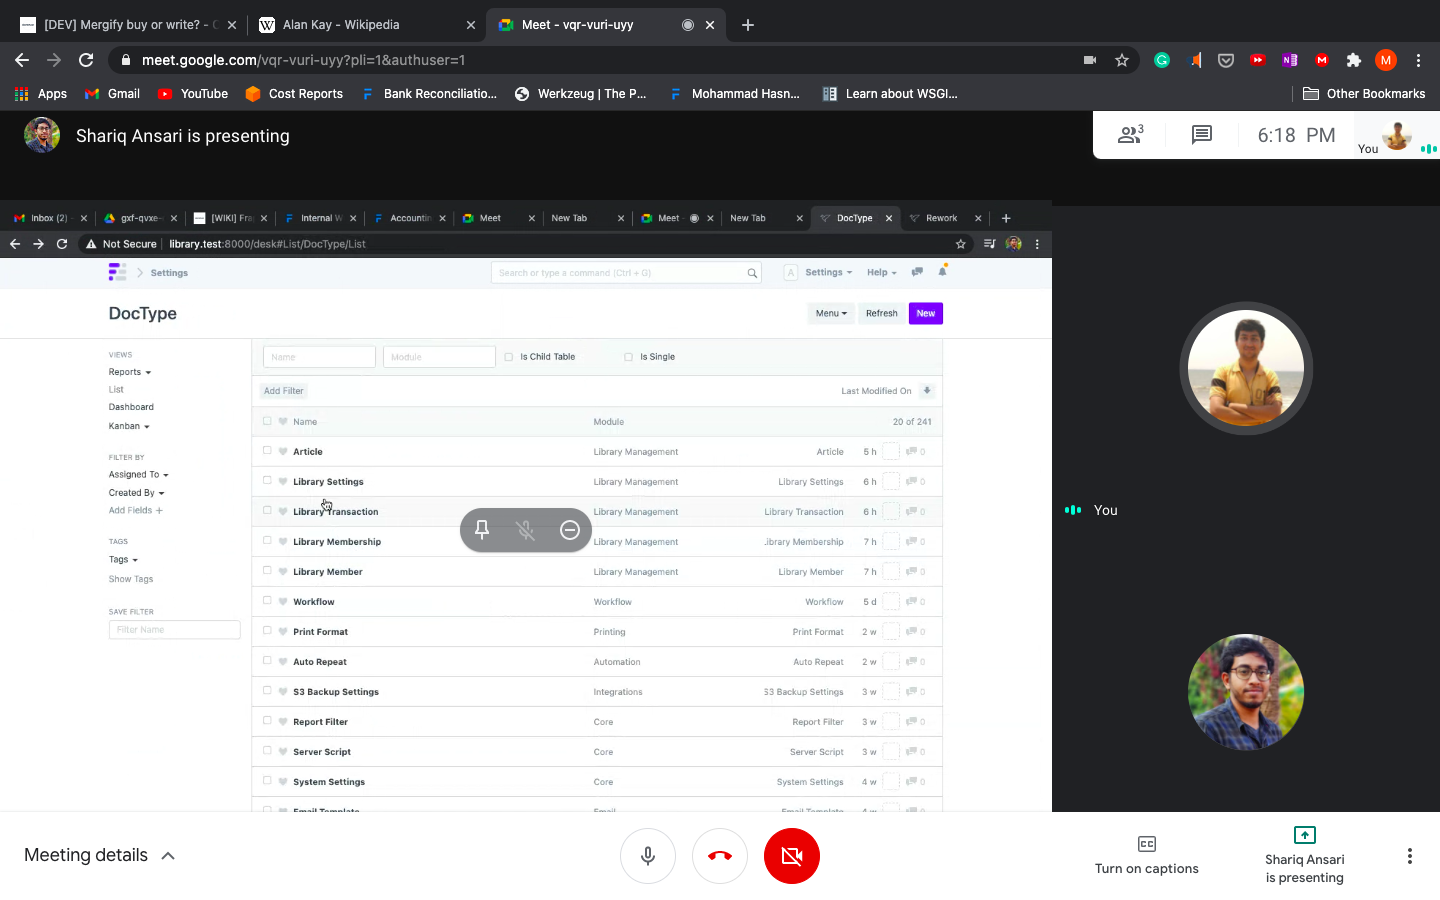 [DEV] Mergify buy or write? - C
Alan Kay - Wikipedia
Meet - vqr-vuri-uyy
meet.google.com/vqr-vuri-uyy?pli=1&authuser=1
M
Apps
Gmail
YouTube
Cost Reports
Bank Reconciliatio...
Werkzeug | The P...
Mohammad Hasn...
Learn about WSGI...
Other Bookmarks
Shariq Ansari is presenting
3
6:18 PM
You
Inbox (2) -
gxf-qvxe-
[WIKI] Fra
Internal W
Accountin
Meet
New Tab
Meet -
New Tab
DocType
Rework
Not Secure | library.test:8000/desk#List/DocType/List
Settings
Search or type a command (Ctrl + G)
A
Settings
Help
DocType
Menu
Refresh
New
VIEWS
Reports
List
Dashboard
Kanban
FILTER BY
Assigned To
Created By
Add Fields +
TAGS
Tags
Show Tags
SAVE FILTER
Filter Name
Name
Module
Is Child Table
Is Single
Add Filter
Last Modified On
Name Module 20 of 241
Article Library Management Article 5 h 0
Library Settings Library Management Library Settings 6 h 0
Library Transaction Library Management Library Transaction 6 h 0
Library Membership Library Management .ibrary Membership 7 h 0
Library Member Library Management Library Member 7 h 0
Workflow Workflow Workflow 5 d 0
Print Format Printing Print Format 2 w 0
Auto Repeat Automation Auto Repeat 2 w 0
S3 Backup Settings Integrations S3 Backup Settings 3 w 0
Report Filter Core Report Filter 3 w 0
Server Script Core Server Script 3 w 0
System Settings Core System Settings 4 w 0
Email Template Email Email Template 4 w 0
You
Meeting details
CC
Turn on captions
Shariq Ansari
is presenting